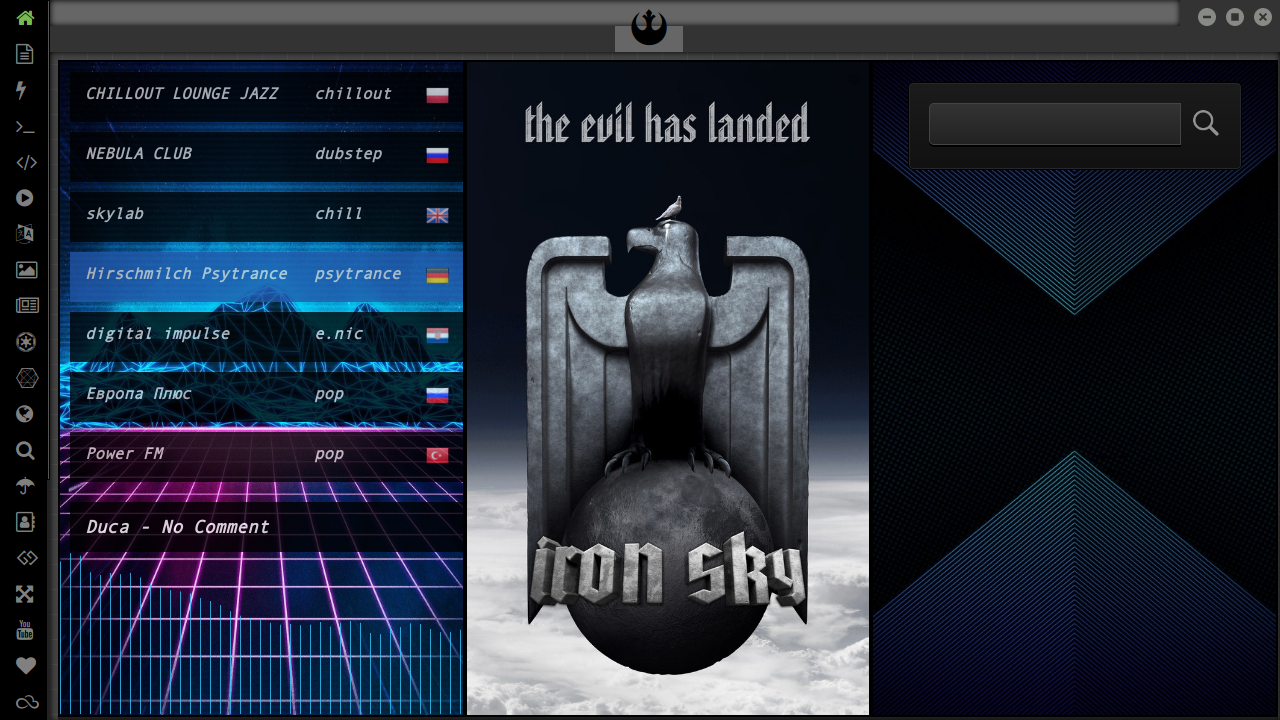 CHILLOUT LOUNGE JAZZ chillout
NEBULA CLUB dubstep
skylab chill
Hirschmilch Psytrance psytrance
digital impulse e.nic
Европа Плюс pop
Power FM pop
Duca - No Comment
the evil has landed
iron sky
You
Tube